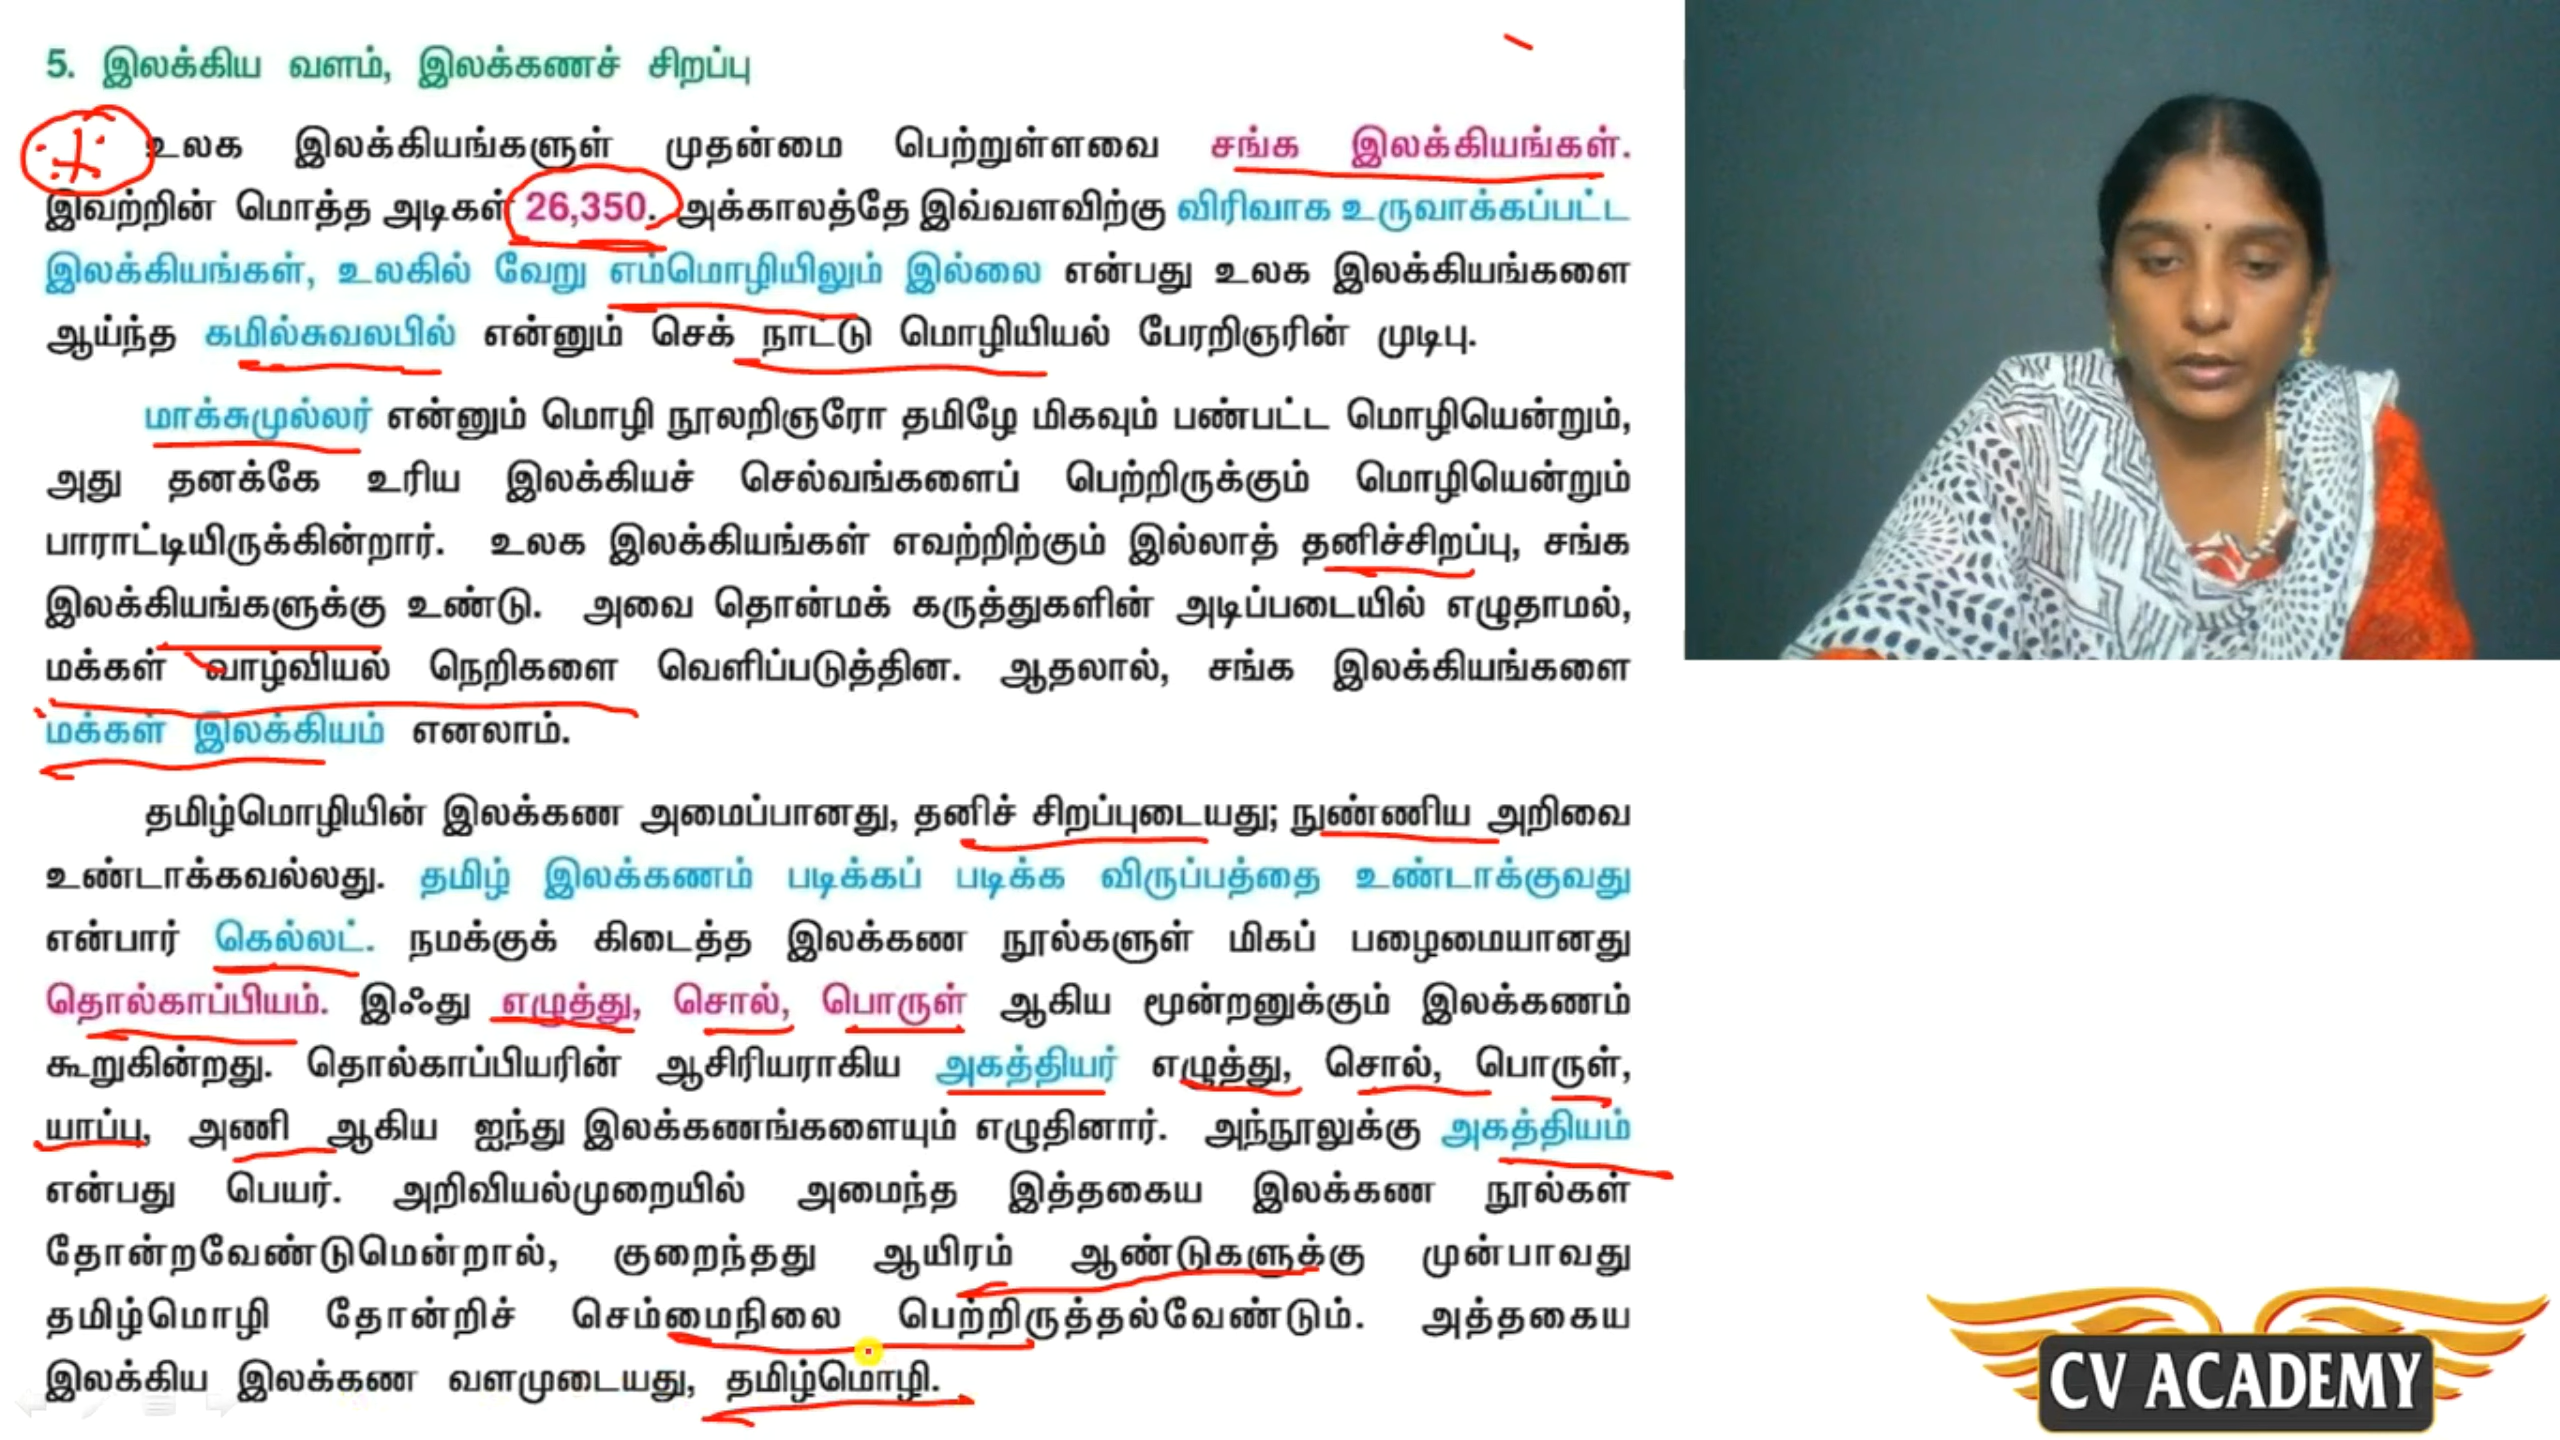 5. இலக்கிய வளம், இலக்கணச் சிறப்பு
உலக இலக்கியங்களுள் முதன்மை பெற்றுள்ளவை சங்க இலக்கியங்கள்.
இவற்றின் மொத்த அடிகள் 26,350. அக்காலத்தே இவ்வளவிற்கு விரிவாக உருவாக்கப்பட்ட
இலக்கியங்கள், உலகில் வேறு எம்மொழியிலும் இல்லை என்பது உலக இலக்கியங்களை
ஆய்ந்த கமில்சுவலபில் என்னும் செக் நாட்டு மொழியியல் பேரறிஞரின் முடிபு.
மாக்சுமுல்லர் என்னும் மொழி நூலறிஞரோ தமிழே மிகவும் பண்பட்ட மொழியென்றும்,
அது தனக்கே உரிய இலக்கியச் செல்வங்களைப் பெற்றிருக்கும் மொழியென்றும்
பாராட்டியிருக்கின்றார். உலக இலக்கியங்கள் எவற்றிற்கும் இல்லாத் தனிச்சிறப்பு, சங்க
இலக்கியங்களுக்கு உண்டு. அவை தொன்மக் கருத்துகளின் அடிப்படையில் எழுதாமல்,
மக்கள் வாழ்வியல் நெறிகளை வெளிப்படுத்தின. ஆதலால், சங்க இலக்கியங்களை
மக்கள் இலக்கியம் எனலாம்.
தமிழ்மொழியின் இலக்கண அமைப்பானது, தனிச் சிறப்புடையது; நுண்ணிய அறிவை
உண்டாக்கவல்லது. தமிழ் இலக்கணம் படிக்கப் படிக்க விருப்பத்தை உண்டாக்குவது
என்பார் கெல்லட். நமக்குக் கிடைத்த இலக்கண நூல்களுள் மிகப் பழைமையானது
தொல்காப்பியம். இஃது எழுத்து, சொல், பொருள் ஆகிய மூன்றனுக்கும் இலக்கணம்
கூறுகின்றது. தொல்காப்பியரின் ஆசிரியராகிய அகத்தியர் எழுத்து, சொல், பொருள்,
யாப்பு, அணி ஆகிய ஐந்து இலக்கணங்களையும் எழுதினார். அந்நூலுக்கு அகத்தியம்
என்பது பெயர். அறிவியல்முறையில் அமைந்த இத்தகைய இலக்கண நூல்கள்
தோன்றவேண்டுமென்றால், குறைந்தது ஆயிரம் ஆண்டுகளுக்கு முன்பாவது
தமிழ்மொழி தோன்றிச் செம்மைநிலை பெற்றிருத்தல்வேண்டும். அத்தகைய
இலக்கிய இலக்கண வளமுடையது, தமிழ்மொழி.
CV ACADEMY